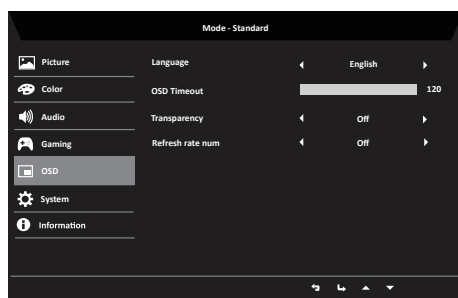 Mode - Standard
Picture
Language English
Color
OSD Timeout 120
Audio
Transparency Off
Gaming
Refresh rate num Off
OSD
System
Information